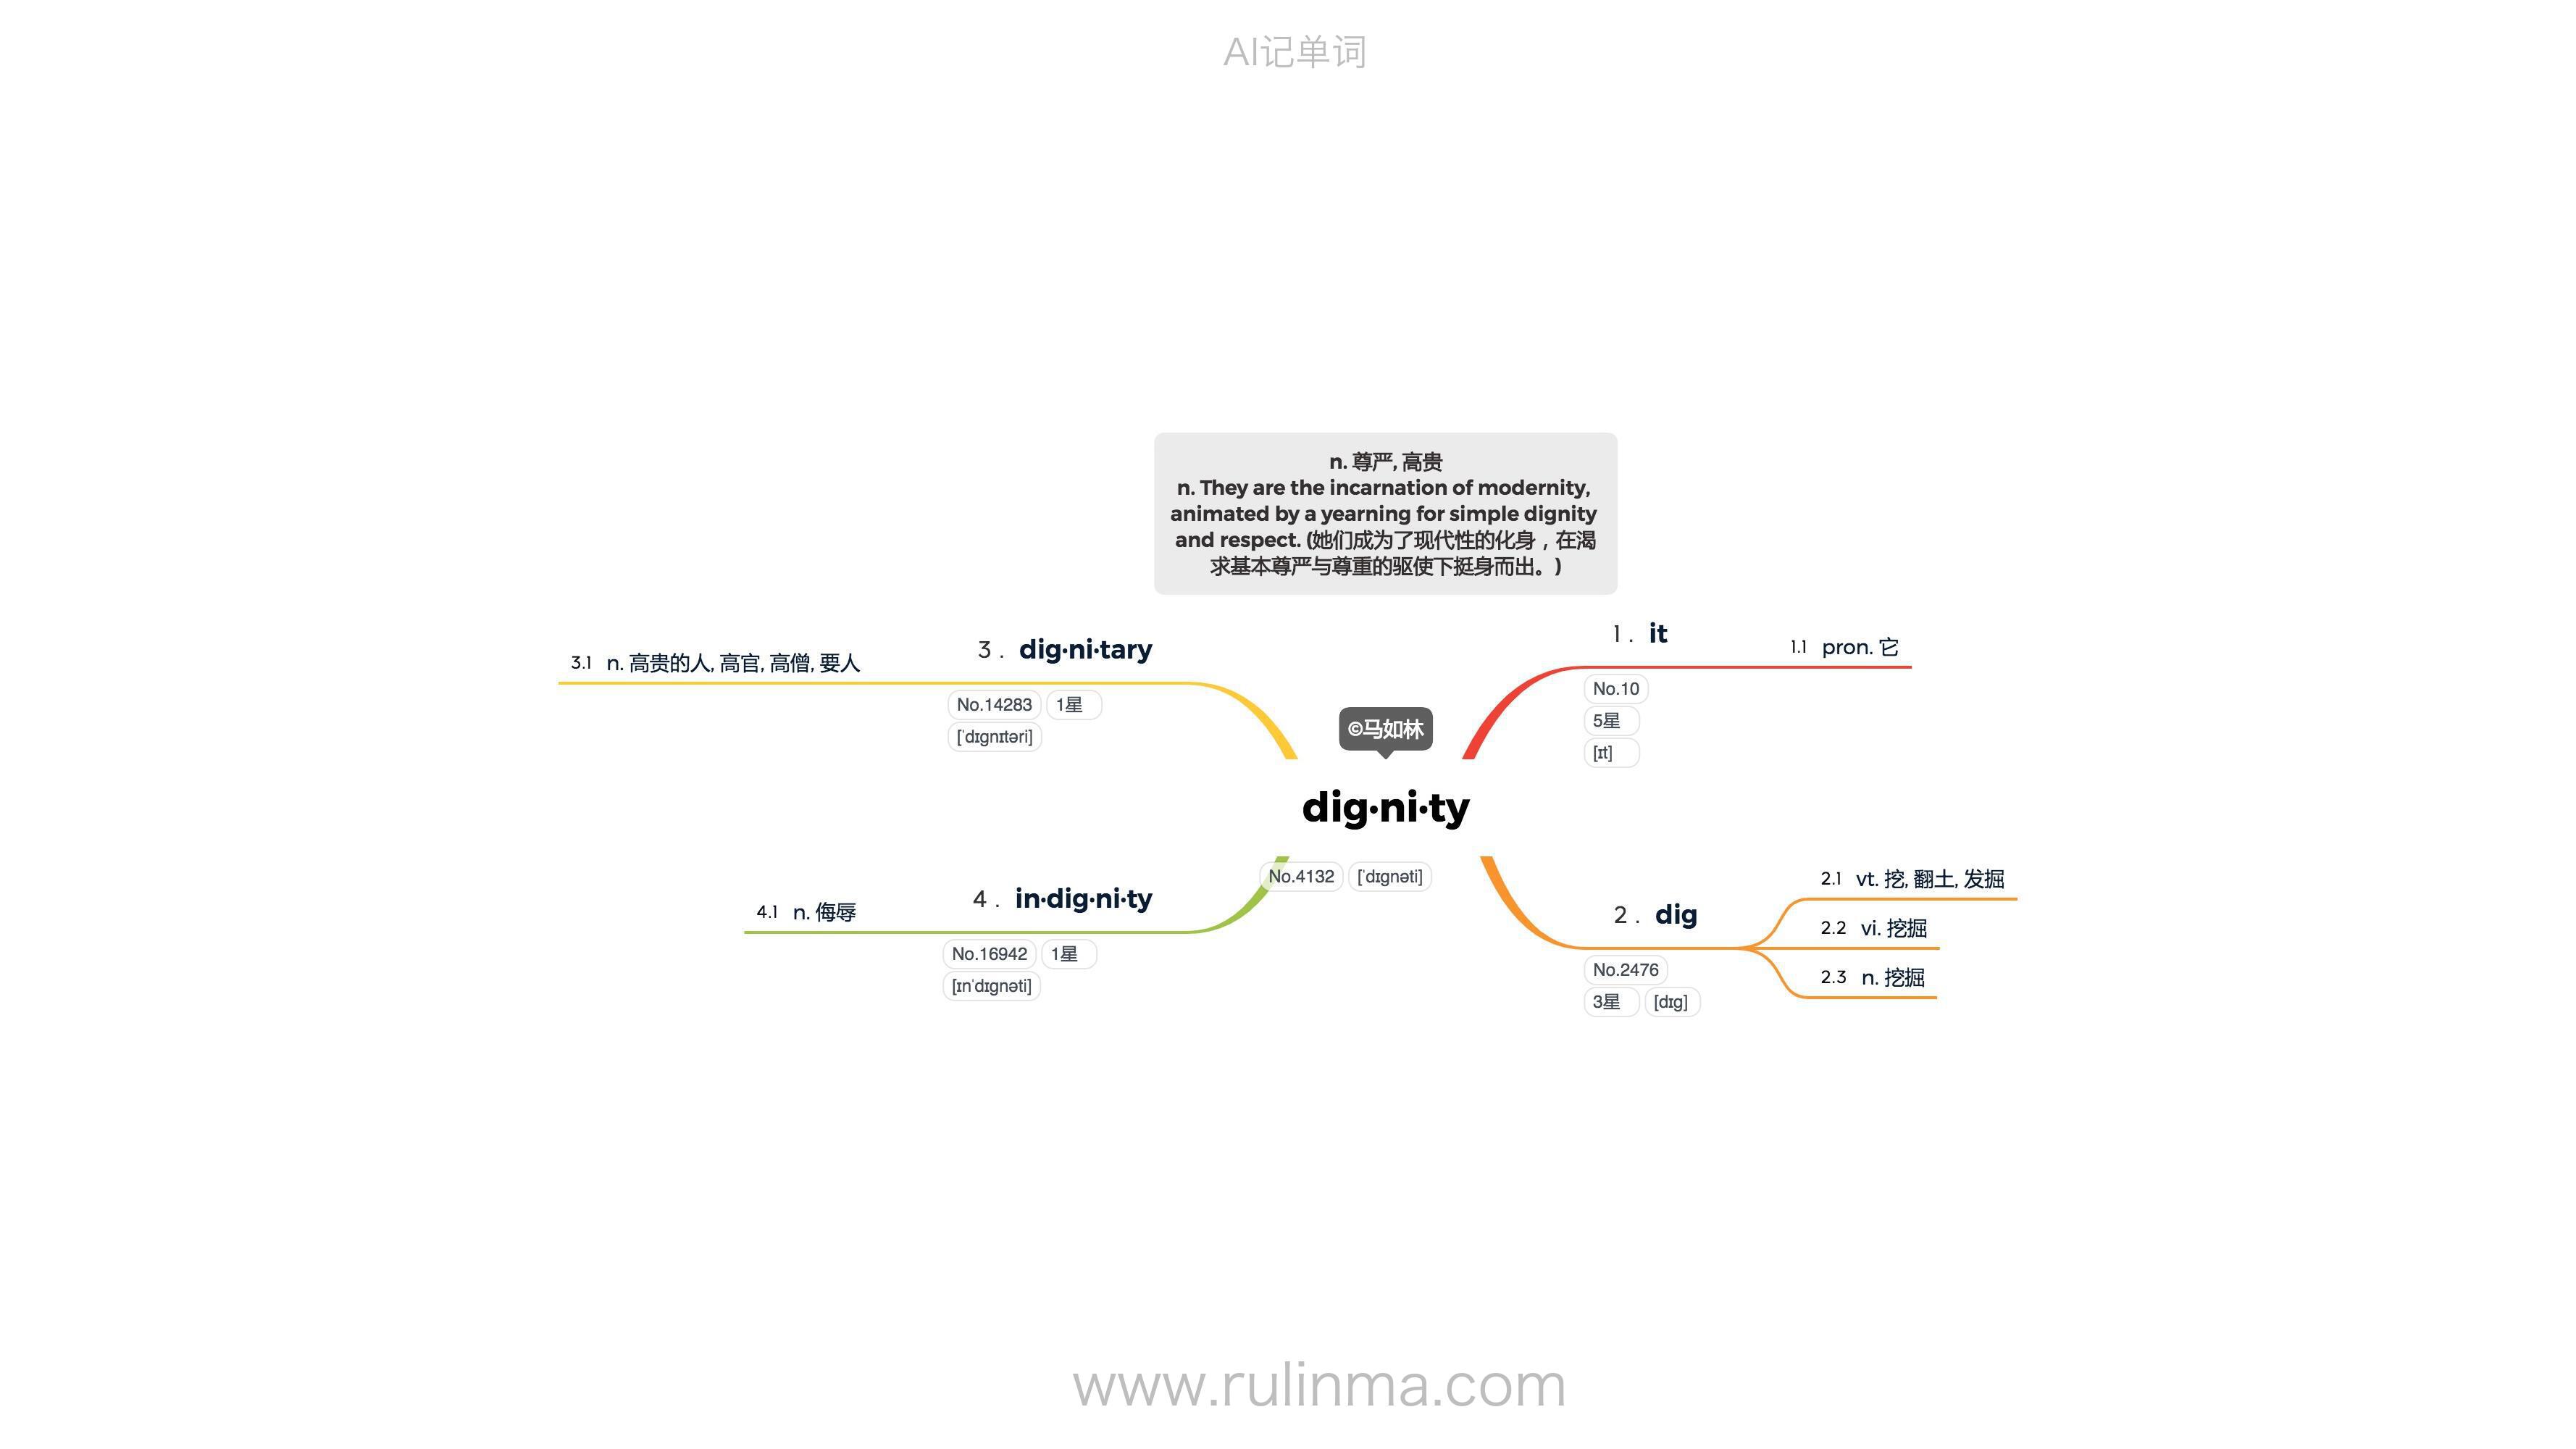 AI记单词
n. 尊严, 高贵
n. They are the incarnation of modernity,
animated by a yearning for simple dignity
and respect. (她们成为了现代性的化身，在渴
求基本尊严与尊重的驱使下挺身而出。)
©马如林
dig·ni·ty
No.4132 [ˈdɪgnəti]
1 . it
No.10
5星
[ɪt]
1.1 pron. 它
2 . dig
No.2476
3星 [dɪg]
2.1 vt. 挖, 翻土, 发掘
2.2 vi. 挖掘
2.3 n. 挖掘
3 . dig·ni·tary
No.14283 1星
[ˈdɪgnɪtəri]
3.1 n. 高贵的人, 高官, 高僧, 要人
4 . in·dig·ni·ty
No.16942 1星
[ɪnˈdɪgnəti]
4.1 n. 侮辱
www.rulinma.com